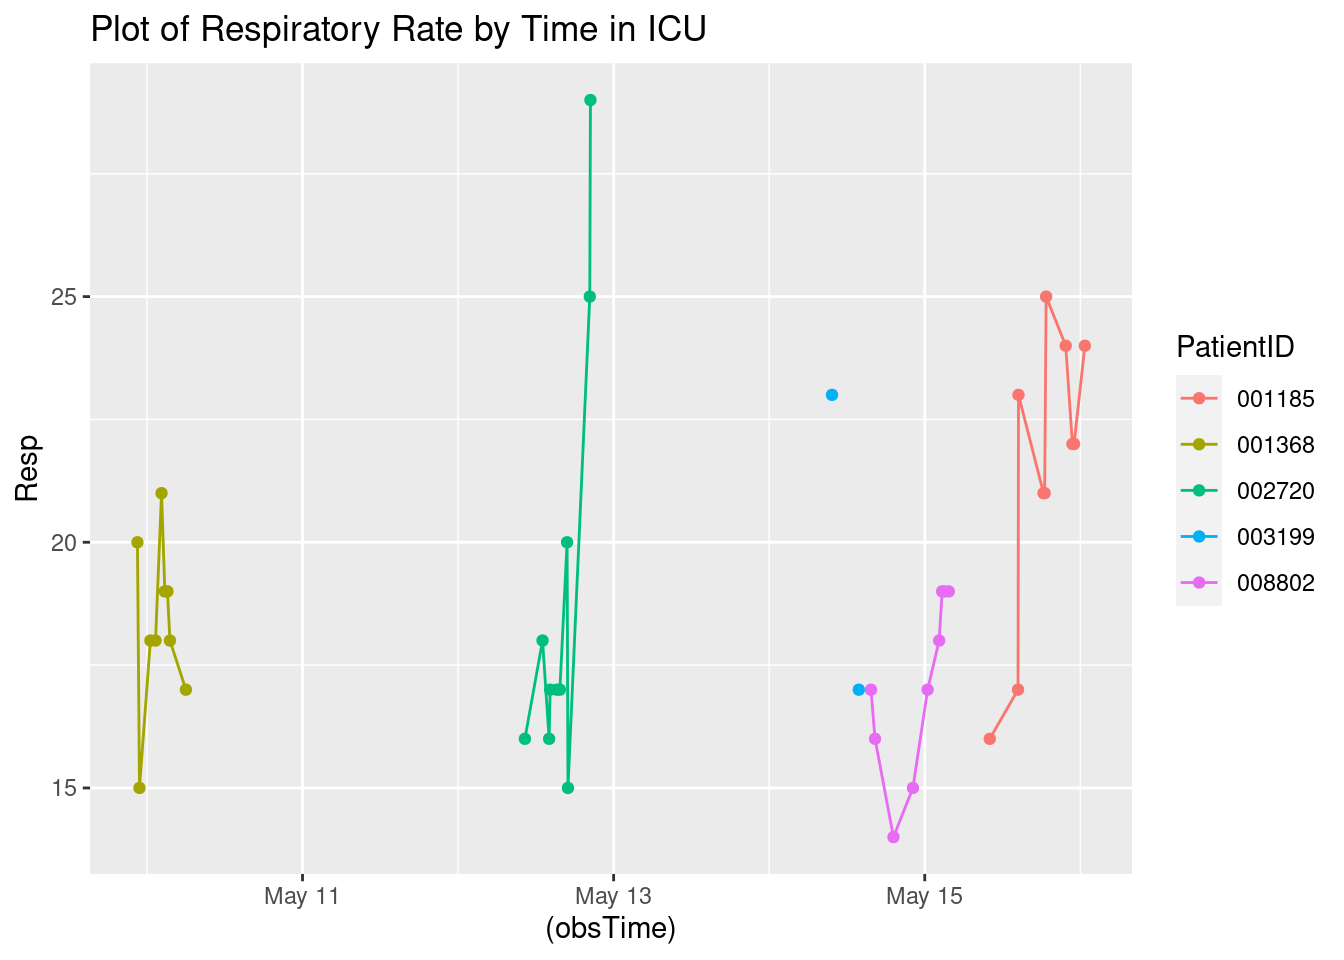 Plot of Respiratory Rate by Time in ICU
Resp
25
20
15
May 11
May 13
May 15
(obsTime)
PatientID
001185
001368
002720
003199
008802